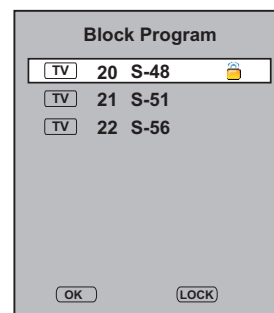 Block Program
TV 20 S-48
TV 21 S-51
TV 22 S-56
OK LOCK